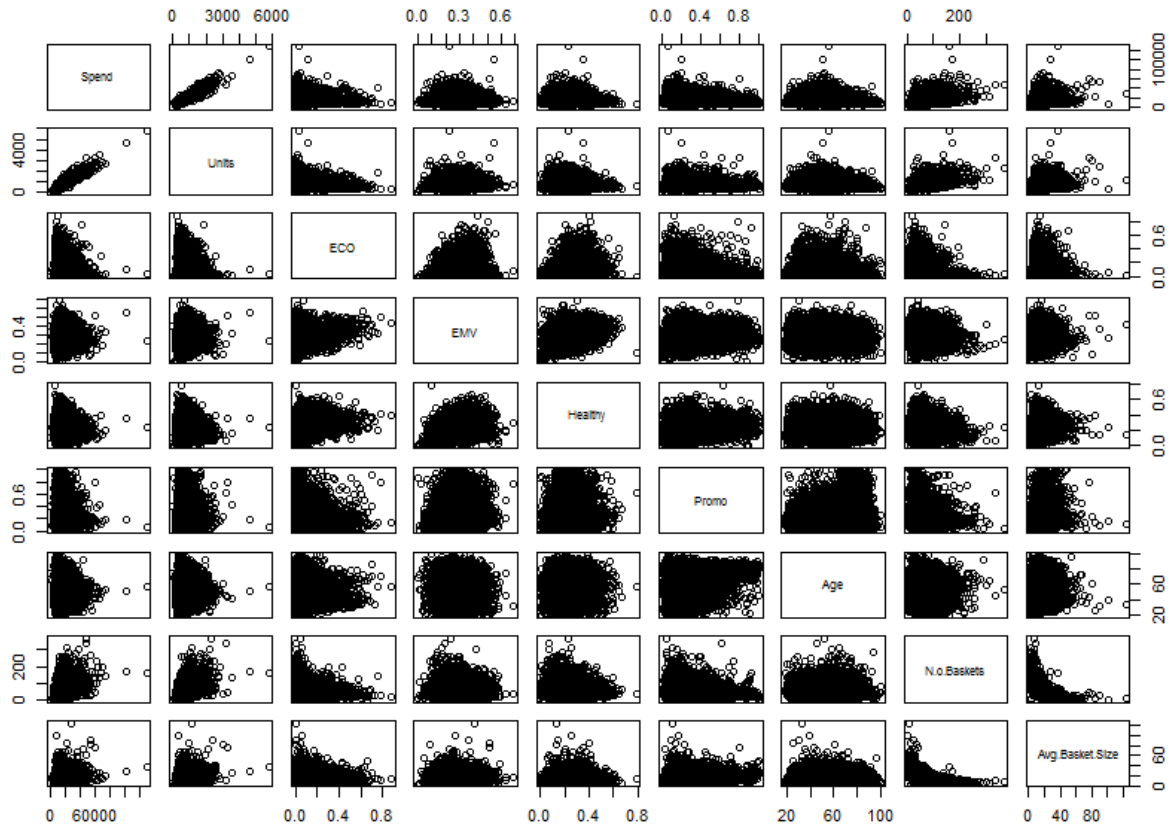 0 3000 6000 0.0 0.3 0.6 0.0 0.4 0.8 0 200
Spend 0 100000
0 4000 Units
ECO 0.0 0.6
0.0 0.4 EMV
Healthy 0.0 0.6
0.0 0.6 Promo
Age 20 60
0 200 N.o.Baskets
Avg.Basket.Size 0 60
0 60000 0.0 0.4 0.8 0.0 0.4 0.8 20 60 100 0 40 80